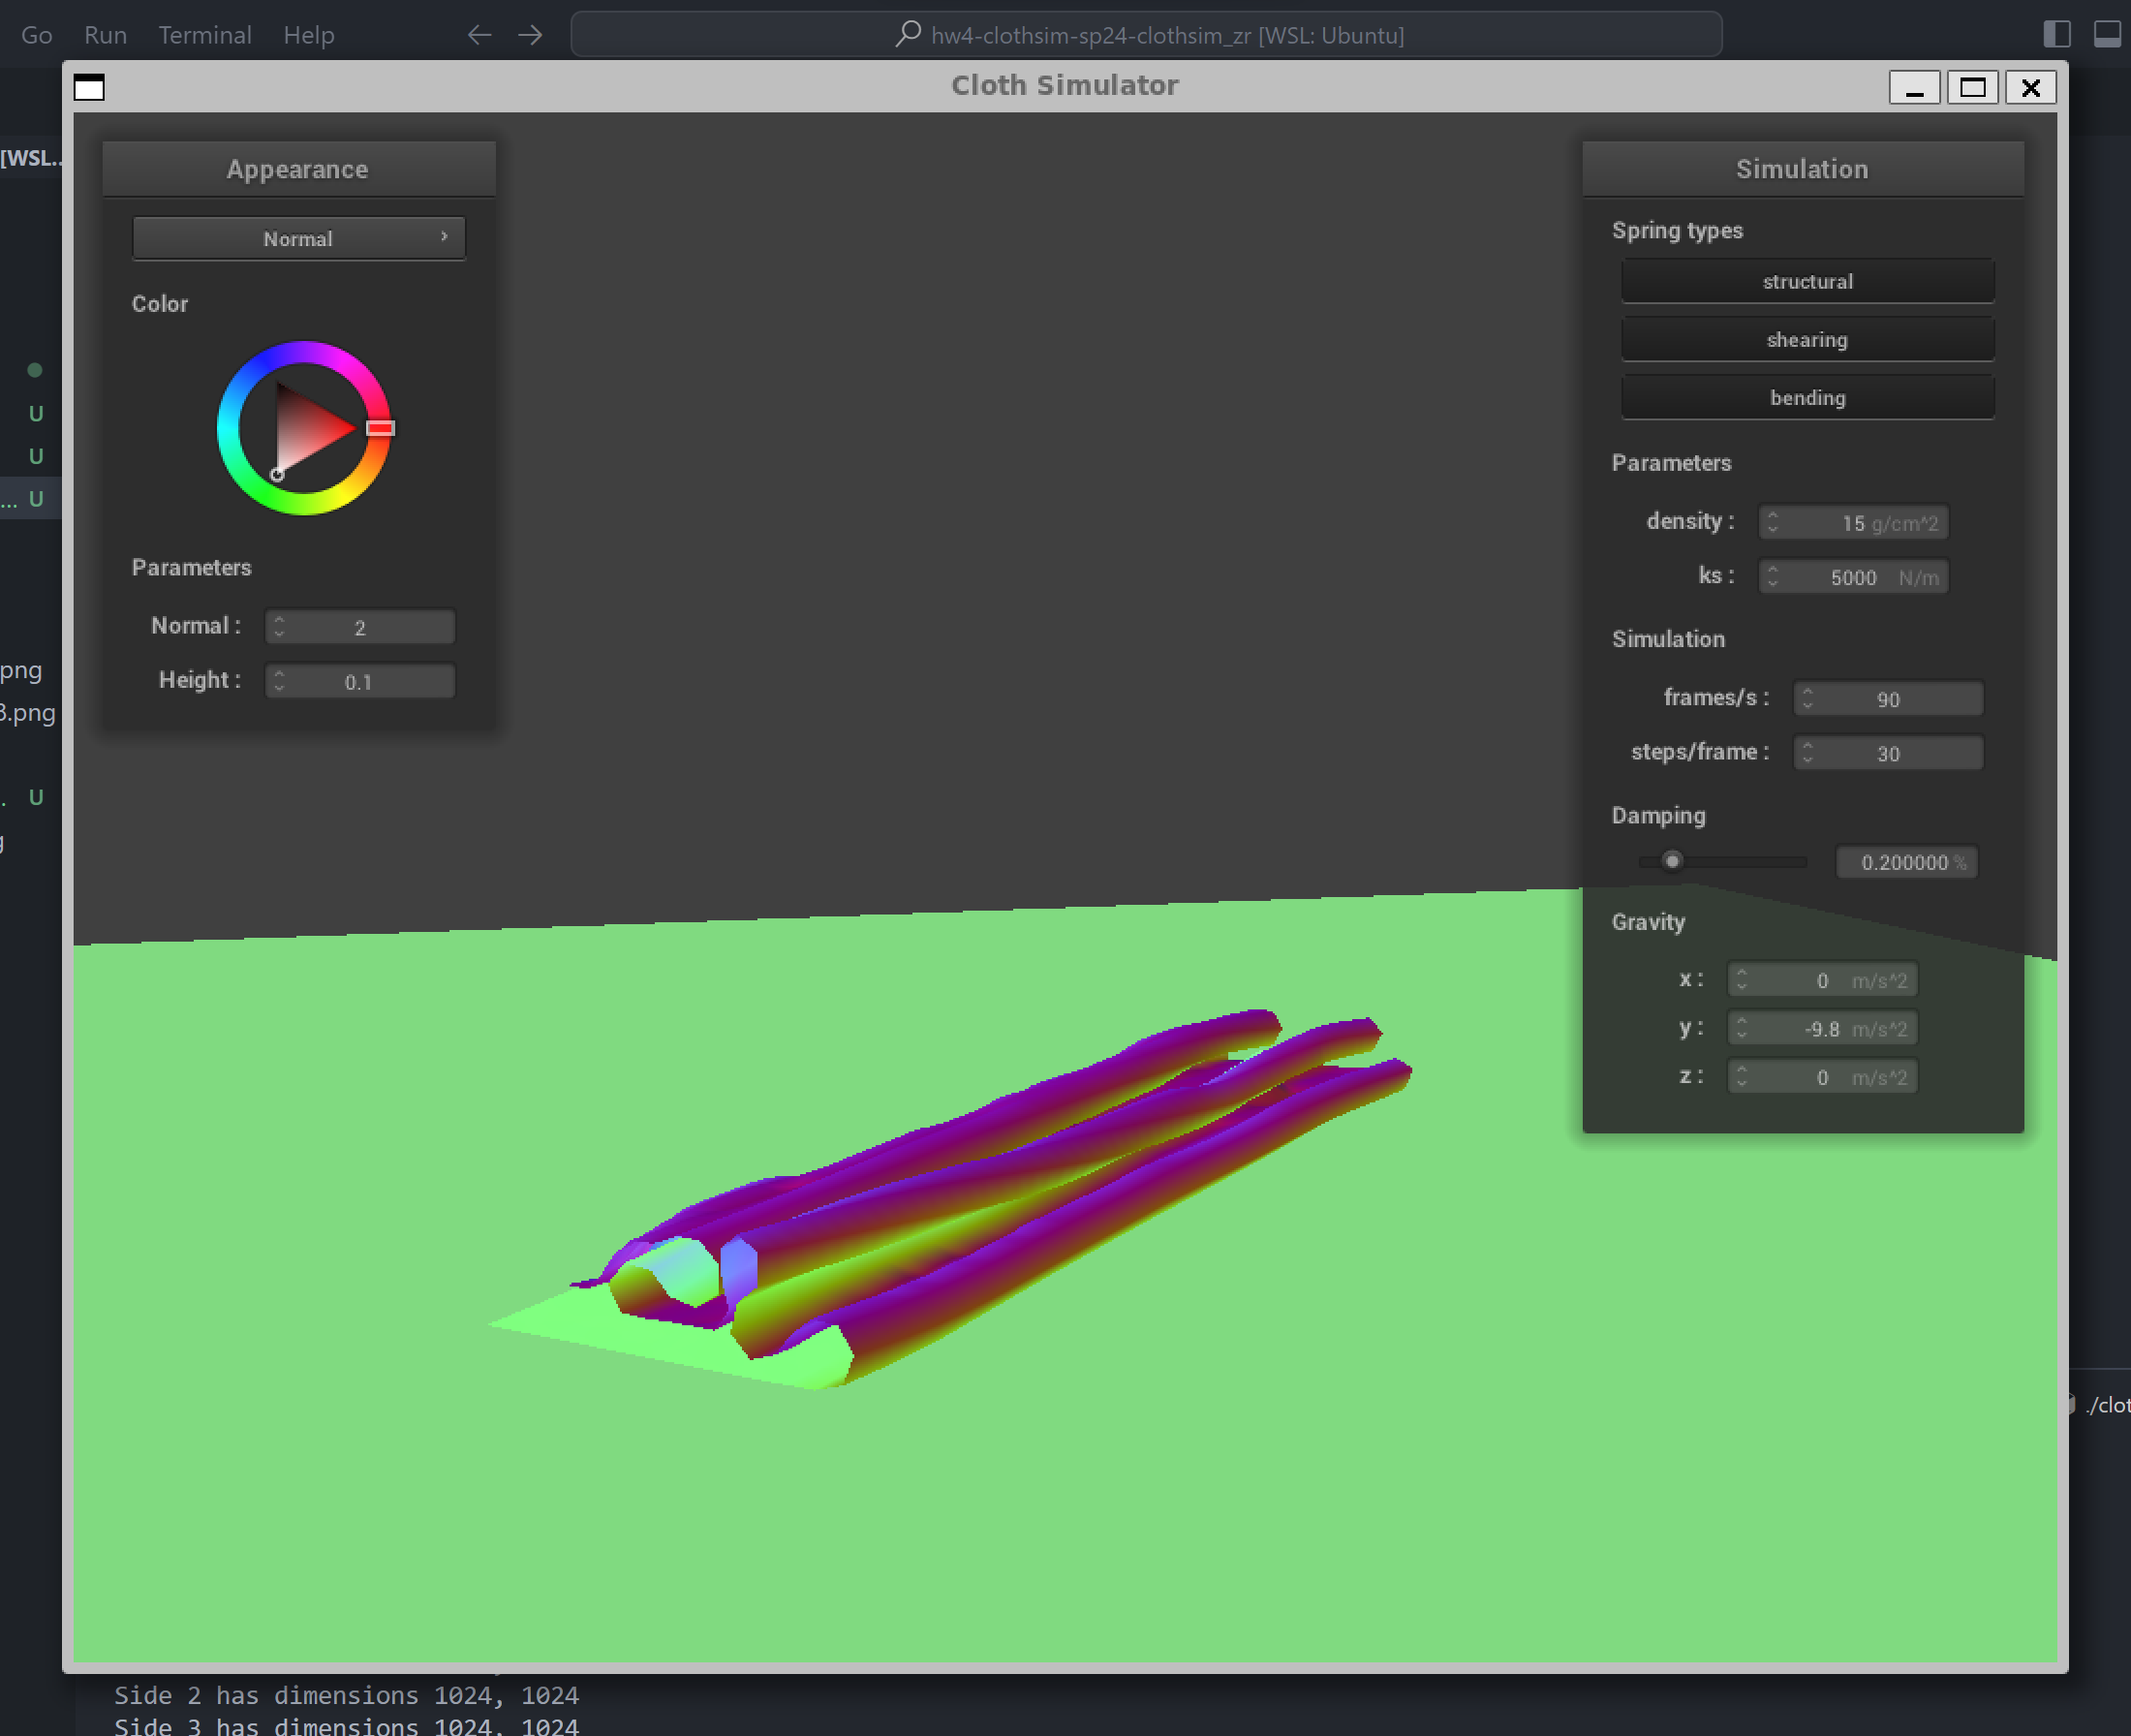 Go Run Terminal Help hw4-clothsim-sp24-clothsim_zr [WSL: Ubuntu]
Cloth Simulator
[WSL...
U
U
... U
png
3.png
. U
g
Appearance
Normal
Color
Parameters
Normal : 2
Height : 0.1
Simulation
Spring types
structural
shearing
bending
Parameters
density : 15 g/cm^2
ks : 5000 N/m
Simulation
frames/s : 90
steps/frame : 30
Damping
0.200000 %
Gravity
x : 0 m/s^2
y : -9.8 m/s^2
z : 0 m/s^2
./clot
Side 2 has dimensions 1024, 1024
Side 3 has dimensions 1024, 1024